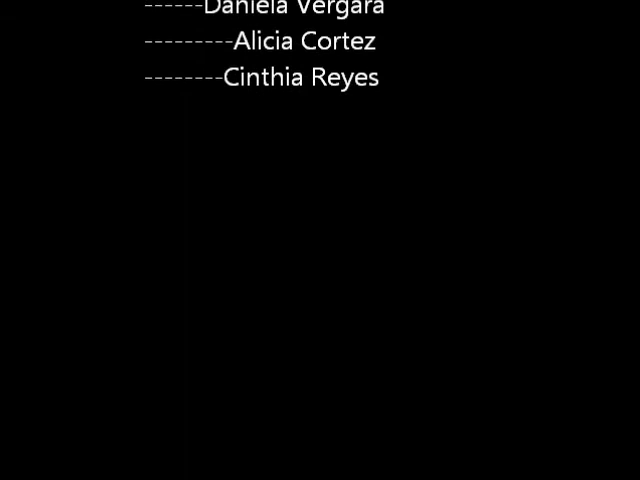 ------Daniela Vergara
---------Alicia Cortez
--------Cinthia Reyes